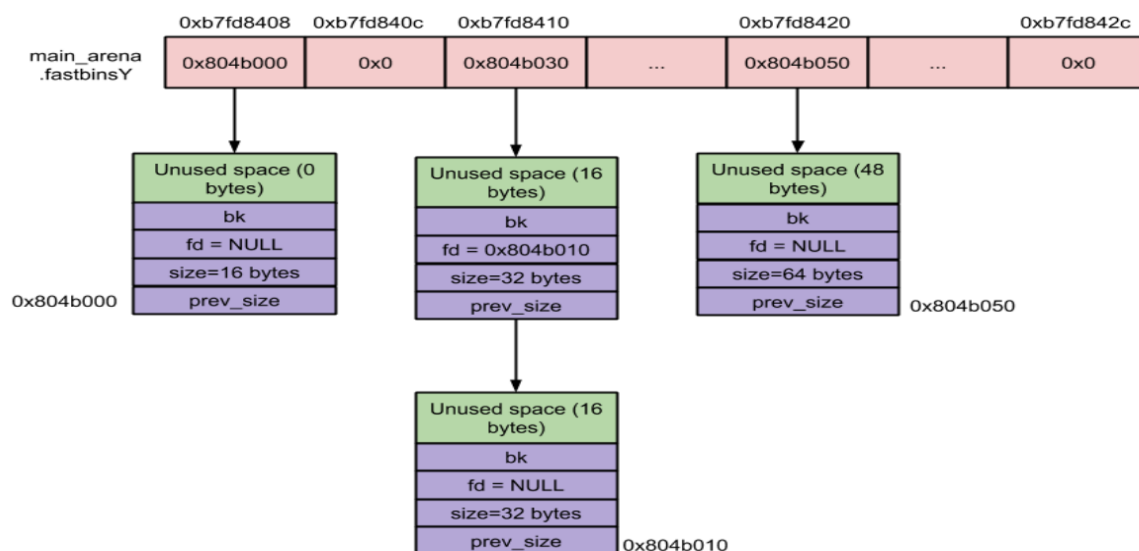 0xb7fd8408 0xb7fd840c 0xb7fd8410 0xb7fd8420 0xb7fd842c
main_arena
.fastbinsY
0x804b000 0x0 0x804b030 ... 0x804b050 ... 0x0
Unused space (0
bytes)
bk
fd = NULL
size=16 bytes
prev_size
0x804b000
Unused space (16
bytes)
bk
fd = 0x804b010
size=32 bytes
prev_size
Unused space (48
bytes)
bk
fd = NULL
size=64 bytes
prev_size
0x804b050
Unused space (16
bytes)
bk
fd = NULL
size=32 bytes
prev_size
0x804b010